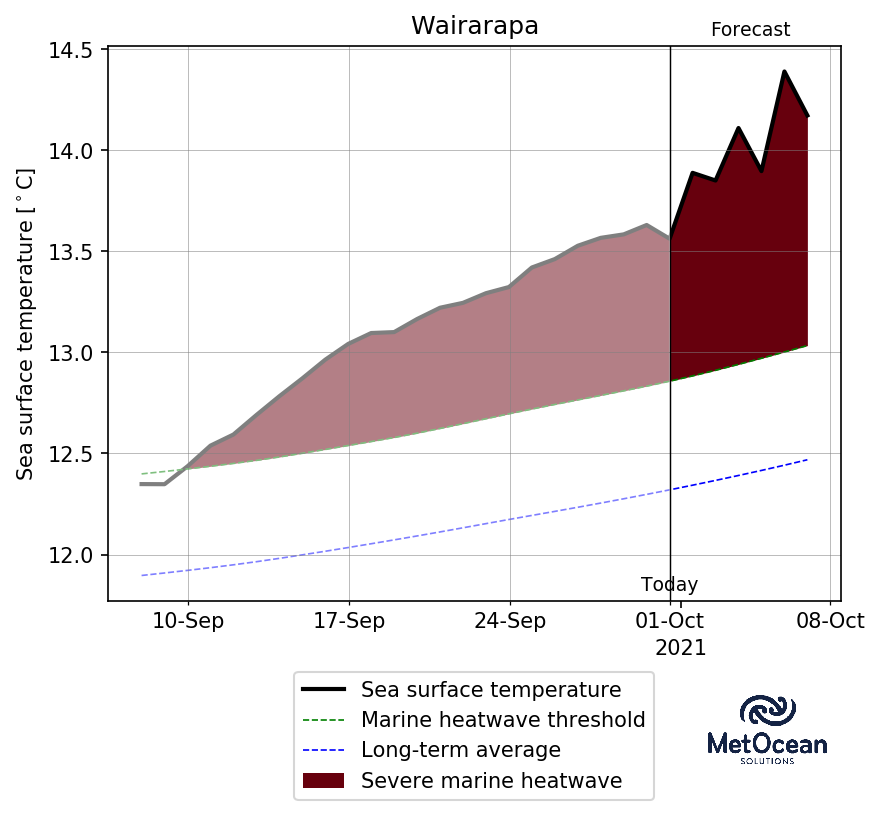 Wairarapa
Forecast
Sea surface temperature [°C]
14.5
14.0
13.5
13.0
12.5
12.0
Today
10-Sep 17-Sep 24-Sep 01-Oct 08-Oct
2021
Sea surface temperature
Marine heatwave threshold
Long-term average
Severe marine heatwave
MetOcean
SOLUTIONS